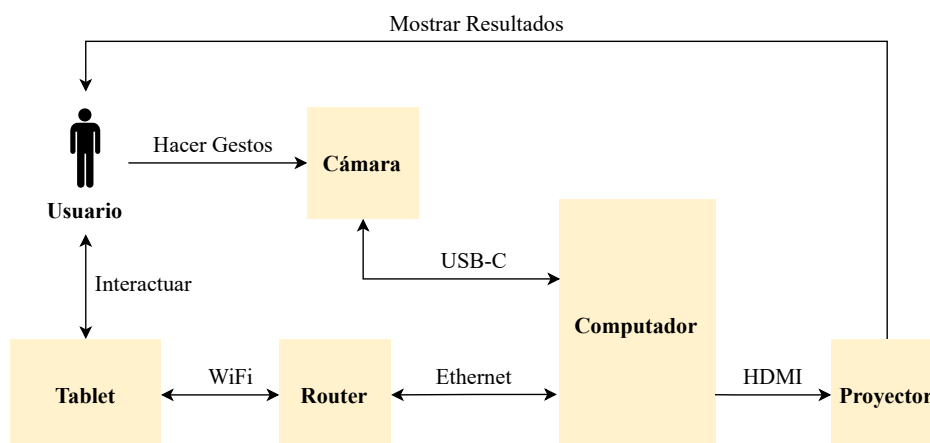 Mostrar Resultados
Hacer Gestos
Cámara
Usuario
USB-C
Interactuar
Computador
Tablet
WiFi
Router
Ethernet
HDMI
Proyector